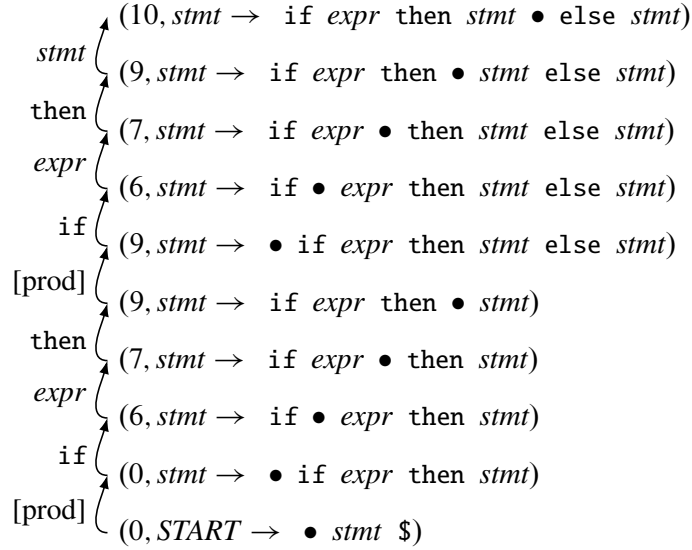 (10, stmt → if expr then stmt • else stmt)
stmt
(9, stmt → if expr then • stmt else stmt)
then
(7, stmt → if expr • then stmt else stmt)
expr
(6, stmt → if • expr then stmt else stmt)
if
(9, stmt → • if expr then stmt else stmt)
[prod]
(9, stmt → if expr then • stmt)
then
(7, stmt → if expr • then stmt)
expr
(6, stmt → if • expr then stmt)
if
(0, stmt → • if expr then stmt)
[prod]
(0, START → • stmt $)